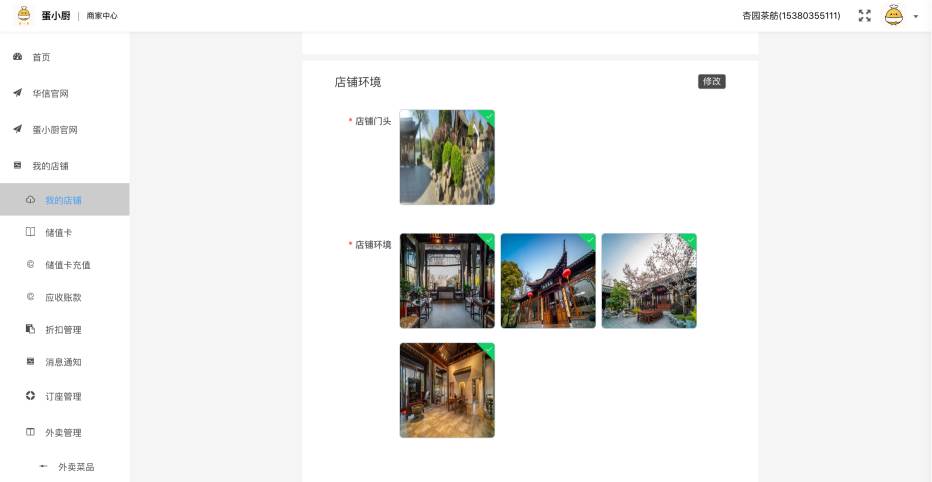 蛋小厨 | 商家中心
杏园茶舫(15380355111)
首页
华信官网
蛋小厨官网
我的店铺
我的店铺
储值卡
储值卡充值
应收账款
折扣管理
消息通知
订座管理
外卖管理
外卖菜品
店铺环境
修改
* 店铺门头
* 店铺环境